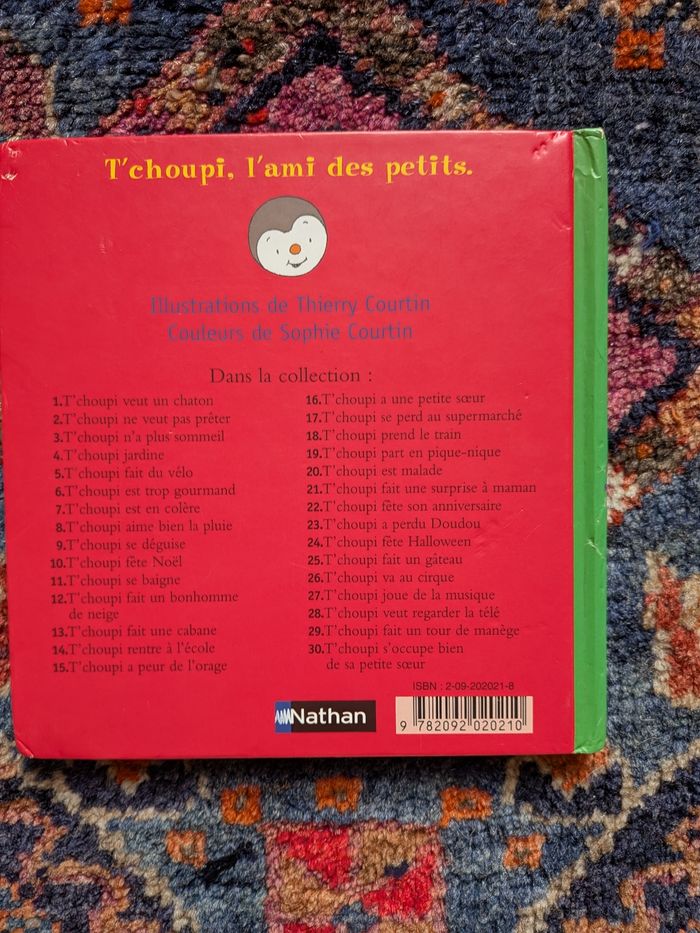 T'choupi, l'ami des petits.
Illustrations de Thierry Courtin
Couleurs de Sophie Courtin
Dans la collection :
1.T'choupi veut un chaton
2.T'choupi ne veut pas prêter
3.T'choupi n'a plus sommeil
4.T'choupi jardine
5.T'choupi fait du vélo
6.T'choupi est trop gourmand
7.T'choupi est en colère
8.T'choupi aime bien la pluie
9.T'choupi se déguise
10.T'choupi fête Noël
11.T'choupi se baigne
12.T'choupi fait un bonhomme
de neige
13.T'choupi fait une cabane
14.T'choupi rentre à l'école
15.T'choupi a peur de l'orage
16.T'choupi a une petite sœur
17.T'choupi se perd au supermarché
18.T'choupi prend le train
19.T'choupi part en pique-nique
20.T'choupi est malade
21.T'choupi fait une surprise à maman
22.T'choupi fête son anniversaire
23.T'choupi a perdu Doudou
24.T'choupi fête Halloween
25.T'choupi fait un gâteau
26.T'choupi va au cirque
27.T'choupi joue de la musique
28.T'choupi veut regarder la télé
29.T'choupi fait un tour de manège
30.T'choupi s'occupe bien
de sa petite sœur
ISBN : 2-09-202021-8
Nathan
9 782092 020210